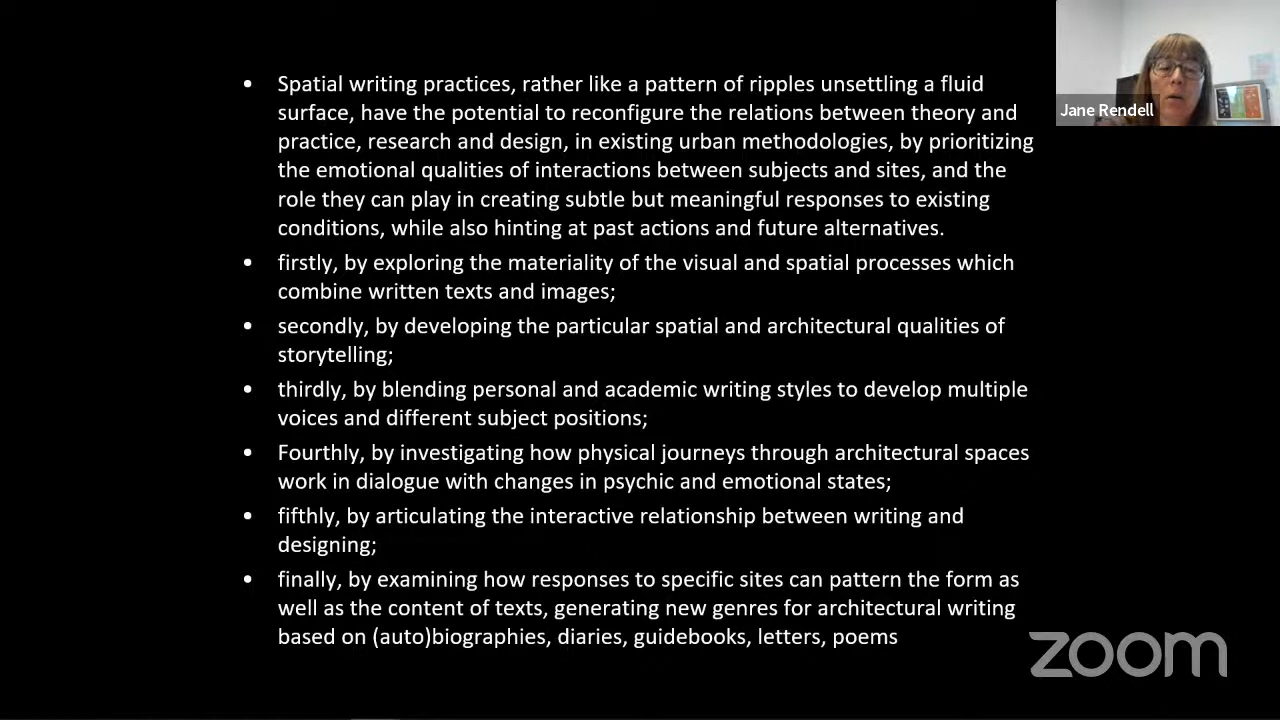 • Spatial writing practices, rather like a pattern of ripples unsettling a fluid
surface, have the potential to reconfigure the relations between theory and
practice, research and design, in existing urban methodologies, by prioritizing
the emotional qualities of interactions between subjects and sites, and the
role they can play in creating subtle but meaningful responses to existing
conditions, while also hinting at past actions and future alternatives.
• firstly, by exploring the materiality of the visual and spatial processes which
combine written texts and images;
• secondly, by developing the particular spatial and architectural qualities of
storytelling;
• thirdly, by blending personal and academic writing styles to develop multiple
voices and different subject positions;
• Fourthly, by investigating how physical journeys through architectural spaces
work in dialogue with changes in psychic and emotional states;
• fifthly, by articulating the interactive relationship between writing and
designing;
• finally, by examining how responses to specific sites can pattern the form as
well as the content of texts, generating new genres for architectural writing
based on (auto)biographies, diaries, guidebooks, letters, poems
Jane Rendell
zoom